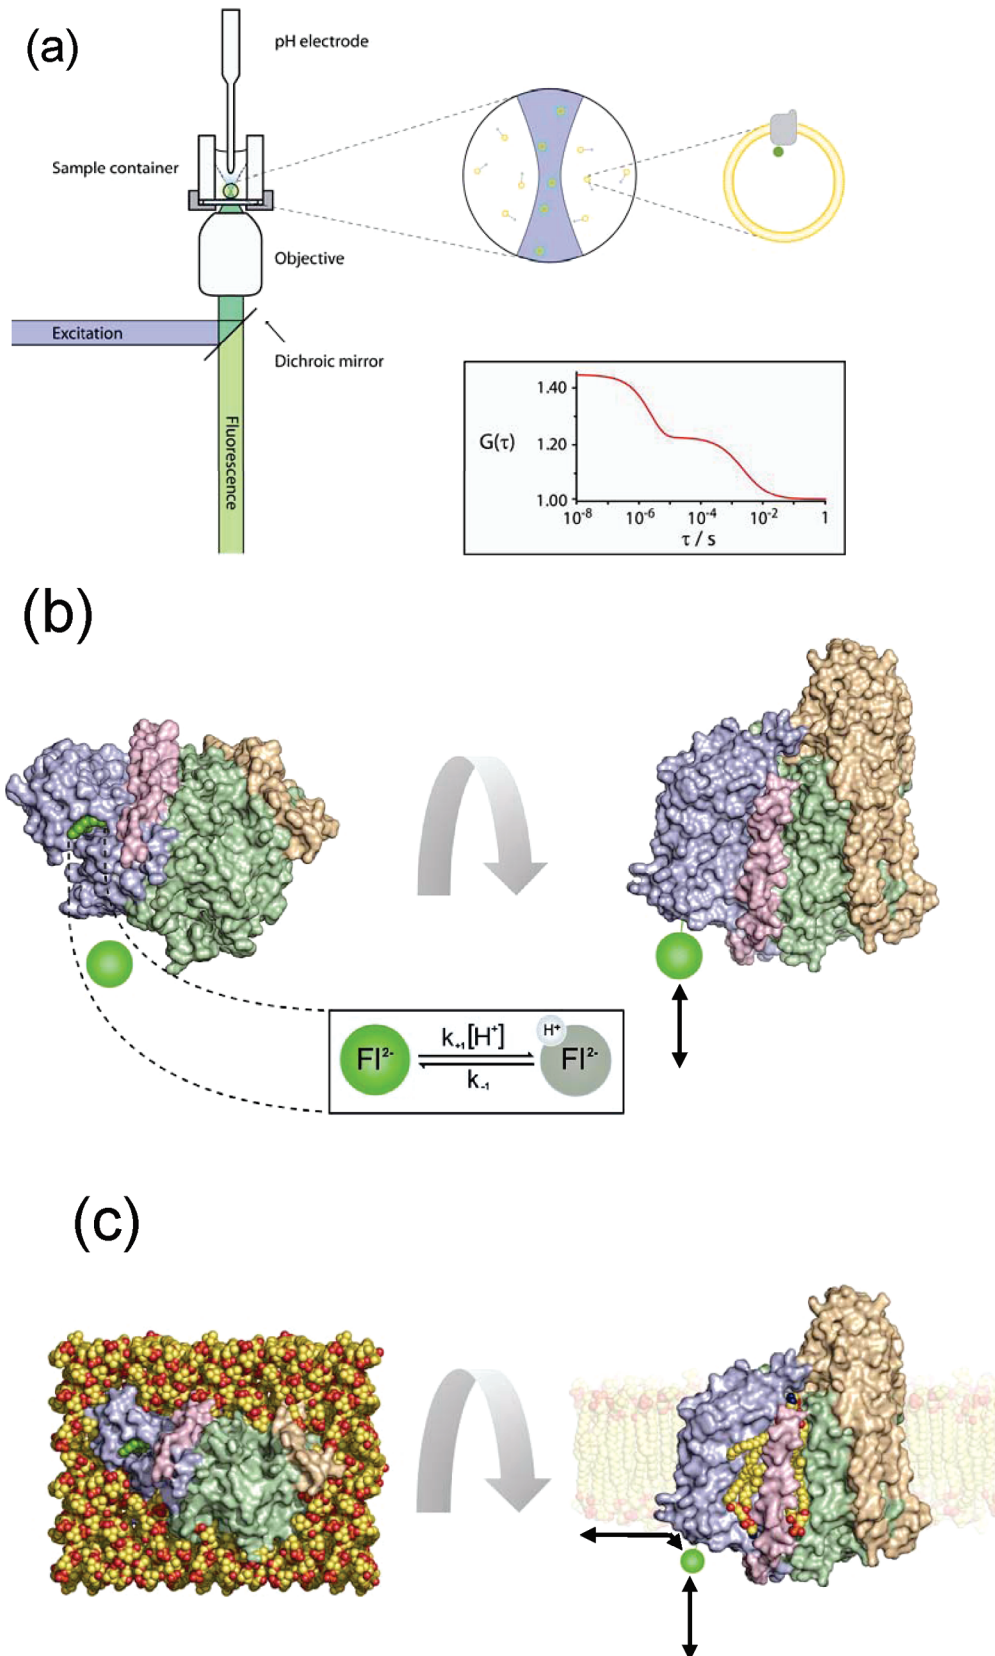 (a)
pH electrode
Sample container
Objective
Excitation
Dichroic mirror
Fluorescence
G(τ)
1.40
1.20
1.00
10⁻⁸ 10⁻⁶ 10⁻⁴ 10⁻² 1
τ / s
(b)
Fl²⁻ k₊₁[H⁺] k₋₁ H⁺ Fl²⁻
(c)